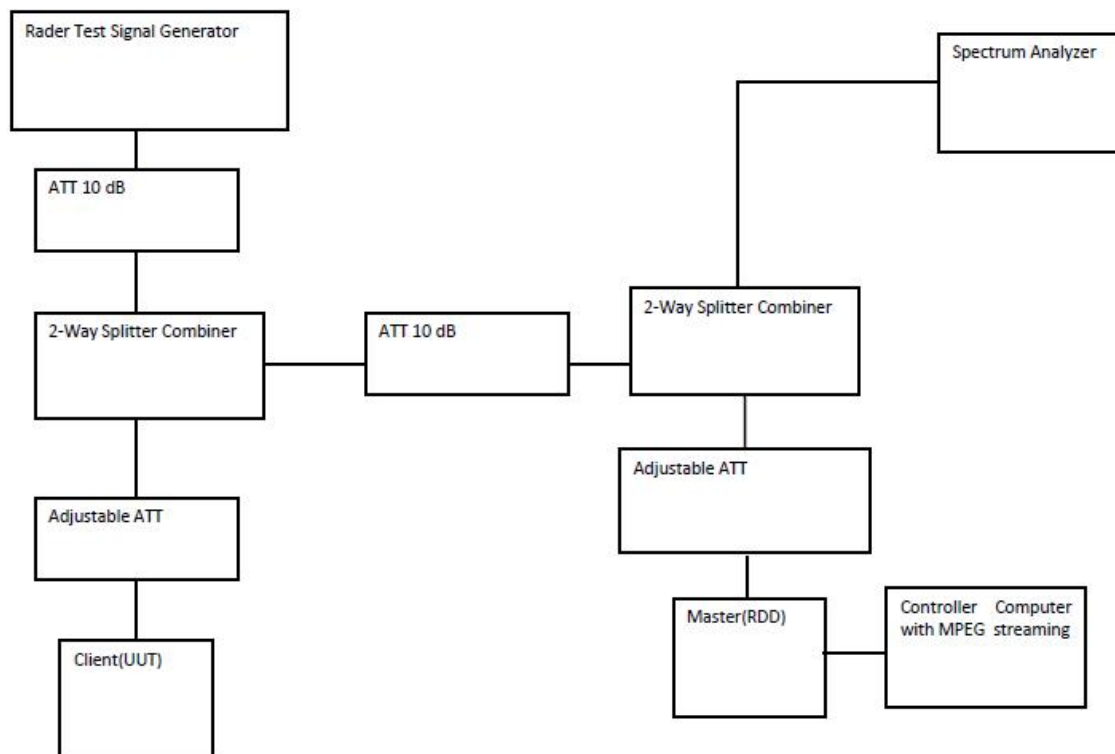 Rader Test Signal Generator
Spectrum Analyzer
ATT 10 dB
2-Way Splitter Combiner
ATT 10 dB
2-Way Splitter Combiner
Adjustable ATT
Adjustable ATT
Client(UUT)
Master(RDD)
Controller Computer
with MPEG streaming